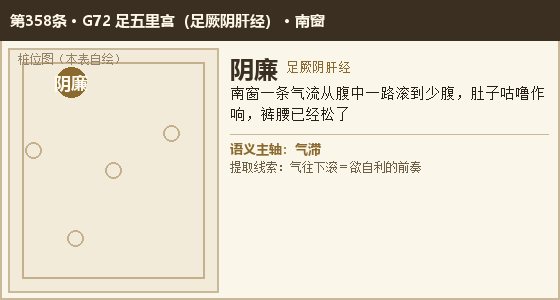 第358条・G72 足五里宫（足厥阴肝经）・南窗
桩位图（本表自绘）
阴廉
阴廉 足厥阴肝经
南窗一条气流从腹中一路滚到少腹，肚子咕噜作
响，裤腰已经松了
语义主轴：气滞
提取线索：气往下滚＝欲自利的前奏